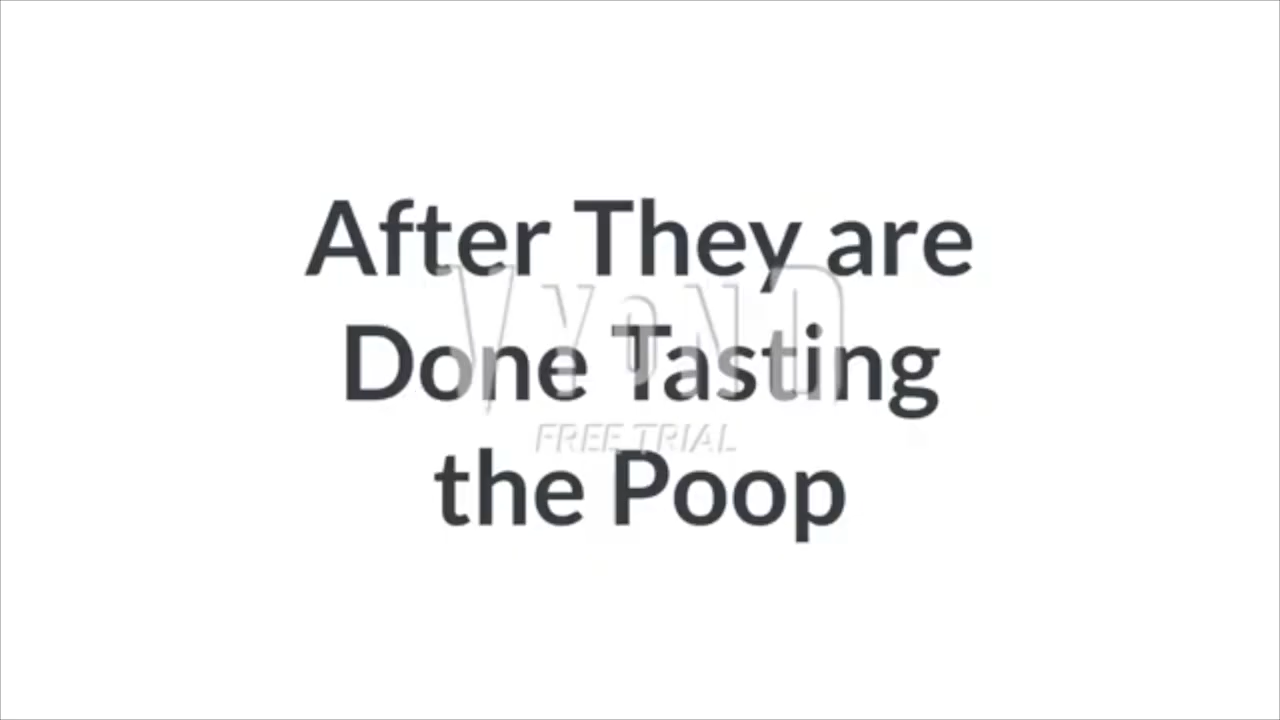 After They are
Done Tasting
the Poop
VYOND
FREE TRIAL